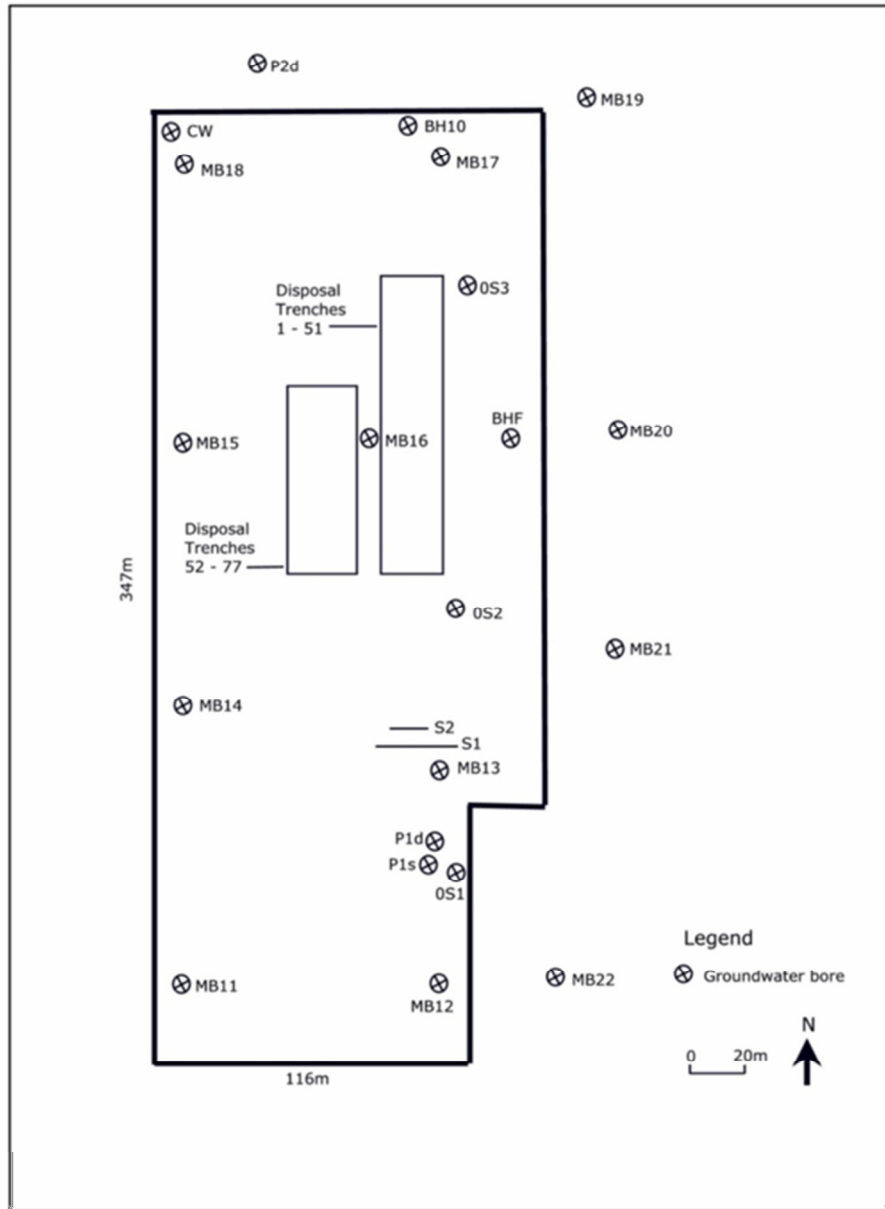 P2d
MB19
CW
BH10
MB18
MB17
0S3
Disposal
Trenches
1 - 51
BHF
MB20
MB15
MB16
Disposal
Trenches
52 - 77
347m
0S2
MB21
MB14
S2
S1
MB13
P1d
P1s
0S1
Legend
Groundwater bore
MB11
MB12
MB22
N
0 20m
116m